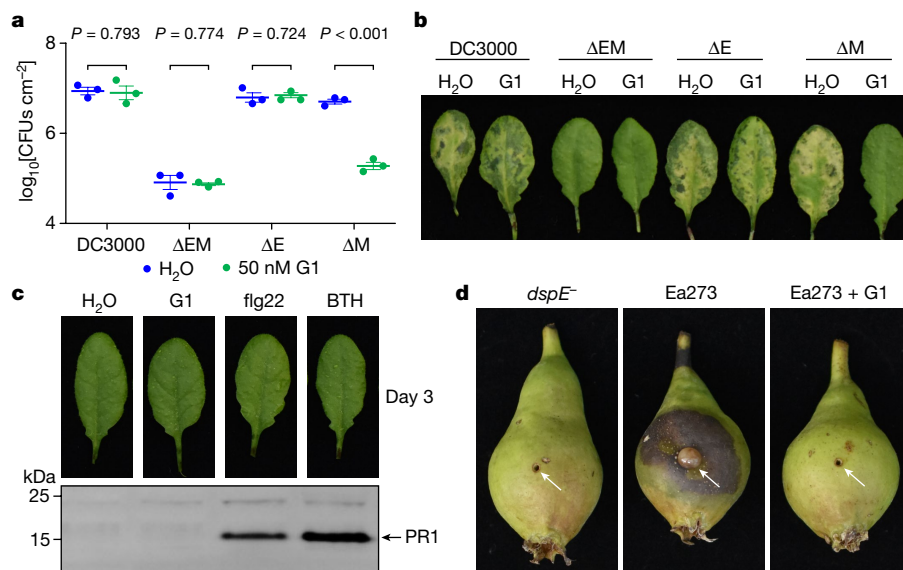 a
P = 0.793 P = 0.774 P = 0.724 P < 0.001
log10[CFUs cm−2]
8
6
4
DC3000 ΔEM ΔE ΔM
H2O 50 nM G1
b
DC3000 ΔEM ΔE ΔM
H2O G1 H2O G1 H2O G1 H2O G1
c
H2O G1 flg22 BTH
Day 3
kDa
25
15
PR1
d
dspE− Ea273 Ea273 + G1